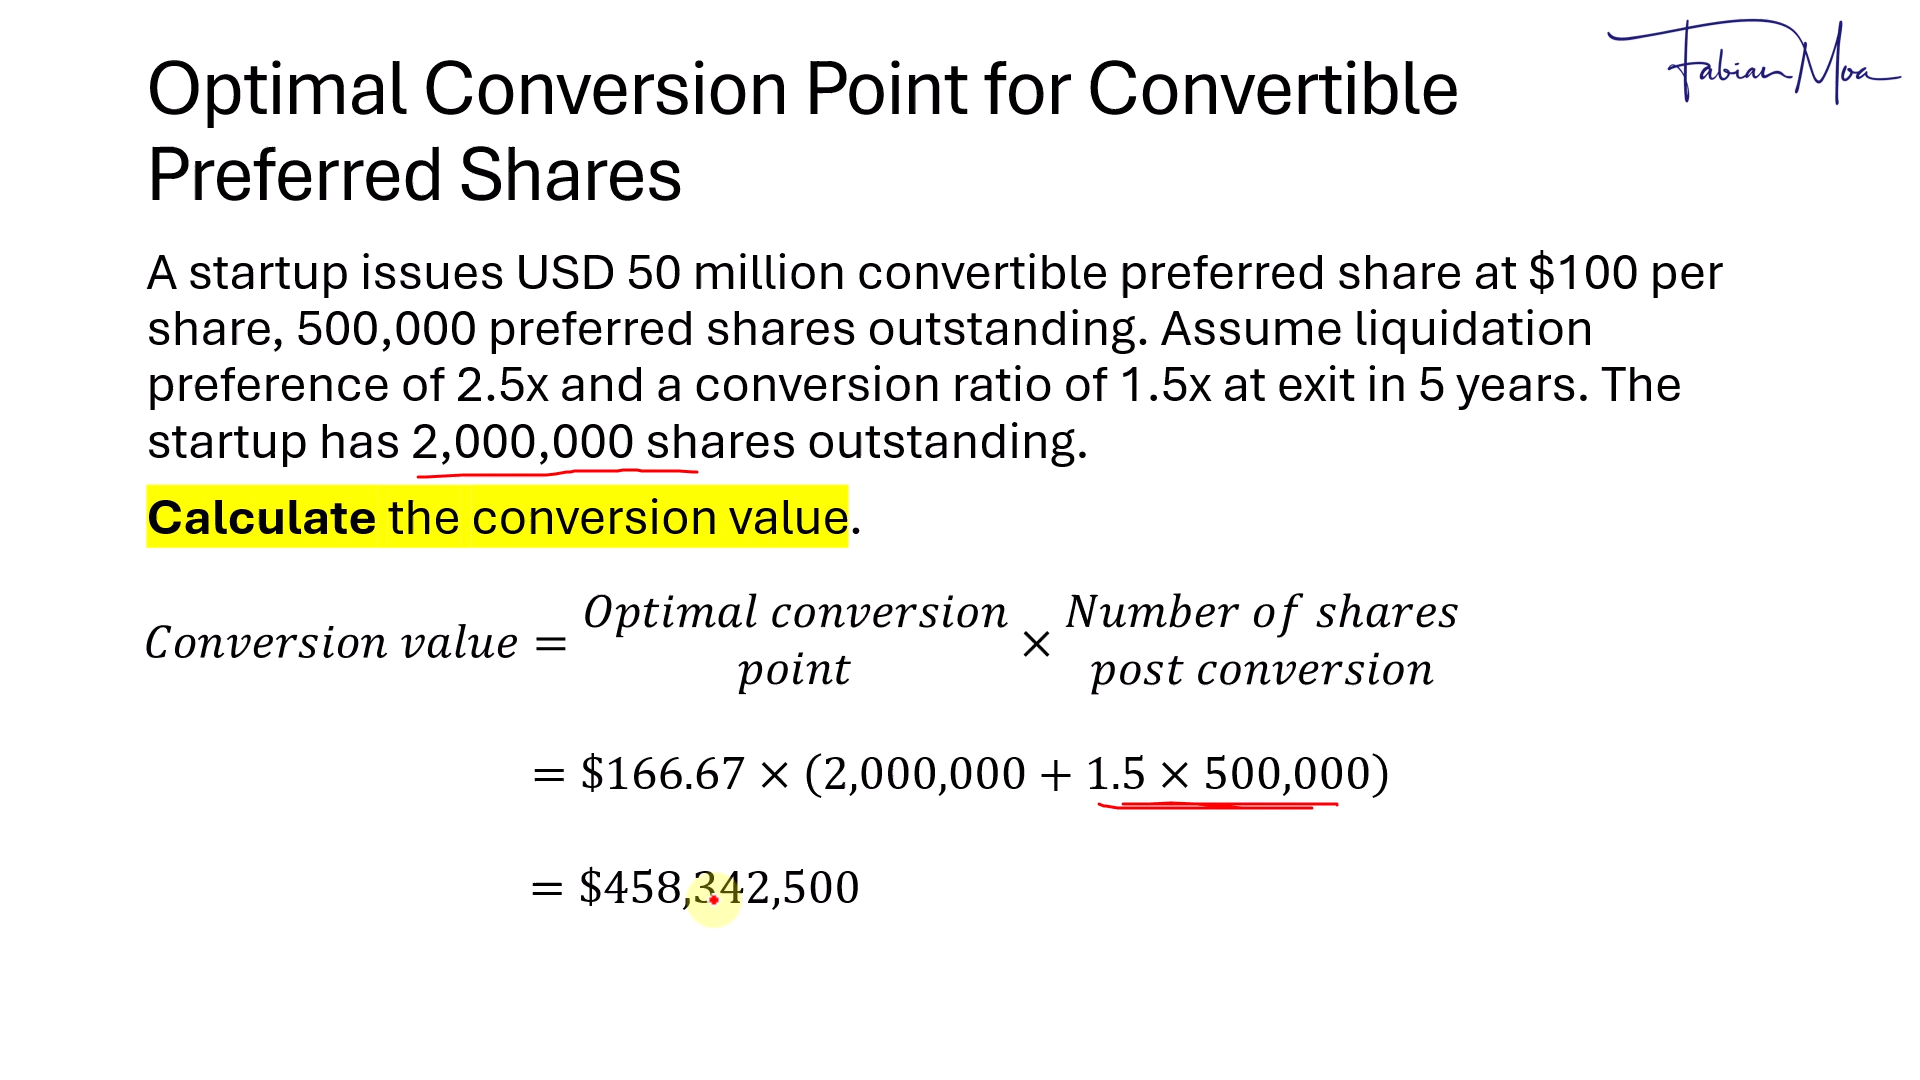 Fabian Moa
Optimal Conversion Point for Convertible
Preferred Shares
A startup issues USD 50 million convertible preferred share at $100 per
share, 500,000 preferred shares outstanding. Assume liquidation
preference of 2.5x and a conversion ratio of 1.5x at exit in 5 years. The
startup has 2,000,000 shares outstanding.
Calculate the conversion value.
Conversion value = Optimal conversion point × Number of shares post conversion
= $166.67 × (2,000,000 + 1.5 × 500,000)
= $458,342,500